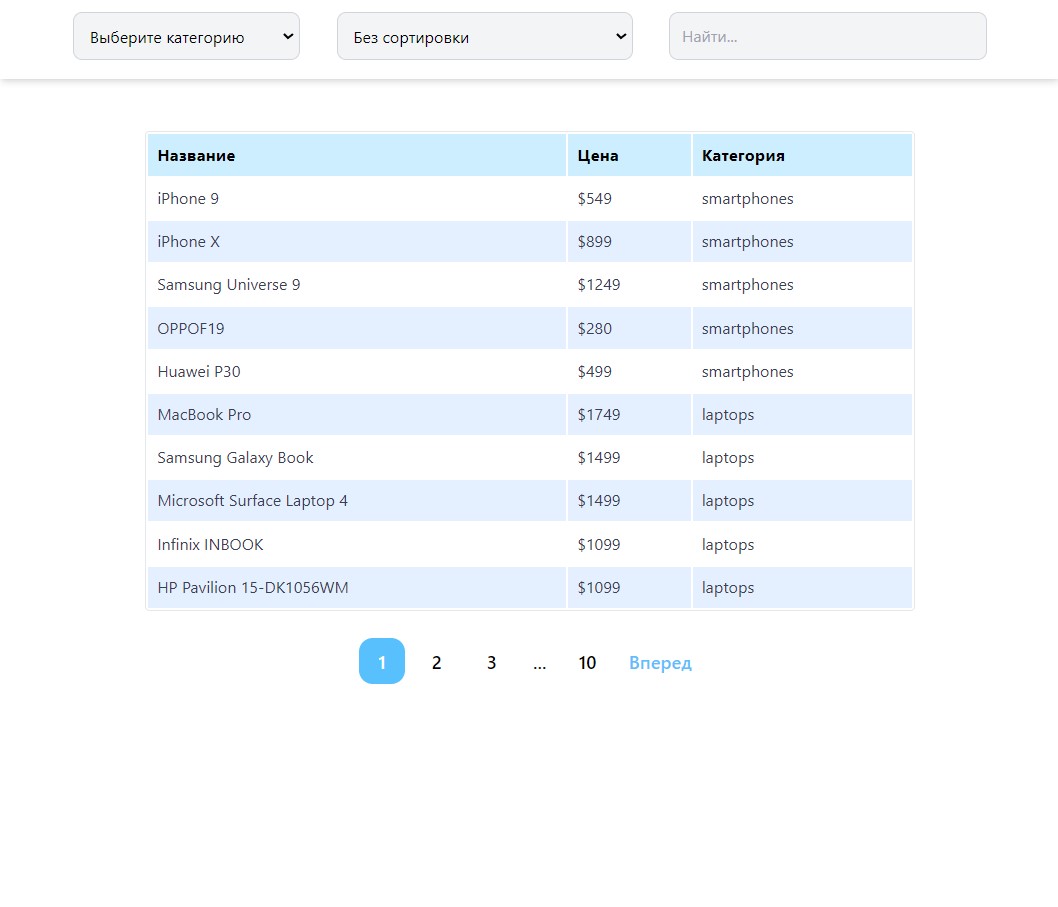 Выберите категорию Без сортировки Найти...
Название Цена Категория
iPhone 9 $549 smartphones
iPhone X $899 smartphones
Samsung Universe 9 $1249 smartphones
OPPOF19 $280 smartphones
Huawei P30 $499 smartphones
MacBook Pro $1749 laptops
Samsung Galaxy Book $1499 laptops
Microsoft Surface Laptop 4 $1499 laptops
Infinix INBOOK $1099 laptops
HP Pavilion 15-DK1056WM $1099 laptops
1 2 3 ... 10 Вперед